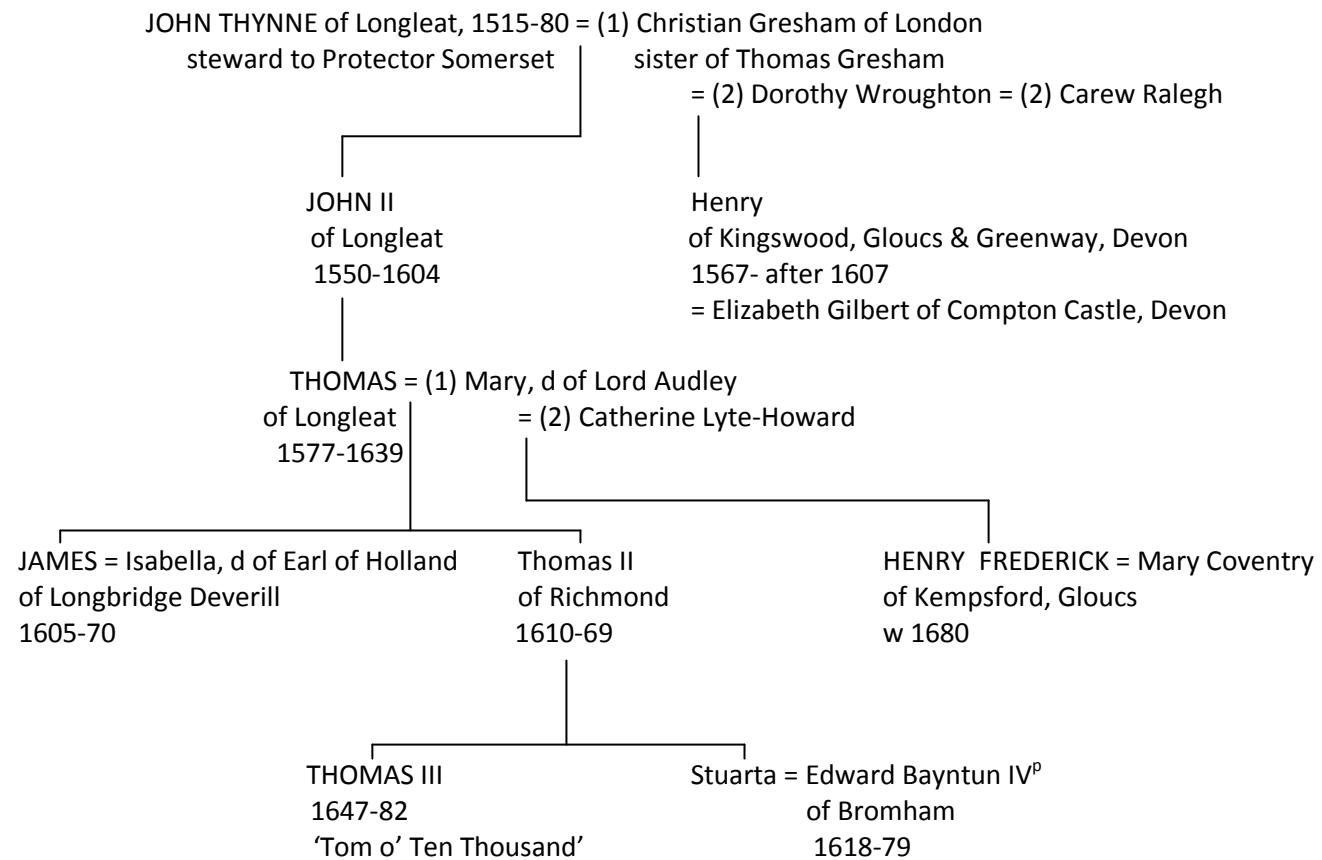 JOHN THYNNE of Longleat, 1515-80 = (1) Christian Gresham of London
steward to Protector Somerset sister of Thomas Gresham
= (2) Dorothy Wroughton = (2) Carew Ralegh
JOHN II Henry
of Longleat of Kingswood, Gloucs & Greenway, Devon
1550-1604 1567- after 1607
= Elizabeth Gilbert of Compton Castle, Devon
THOMAS = (1) Mary, d of Lord Audley
of Longleat = (2) Catherine Lyte-Howard
1577-1639
JAMES = Isabella, d of Earl of Holland Thomas II HENRY FREDERICK = Mary Coventry
of Longbridge Deverill of Richmond of Kempsford, Gloucs
1605-70 1610-69 w 1680
THOMAS III Stuarta = Edward Bayntun IVᵖ
1647-82 of Bromham
‘Tom o’ Ten Thousand’ 1618-79